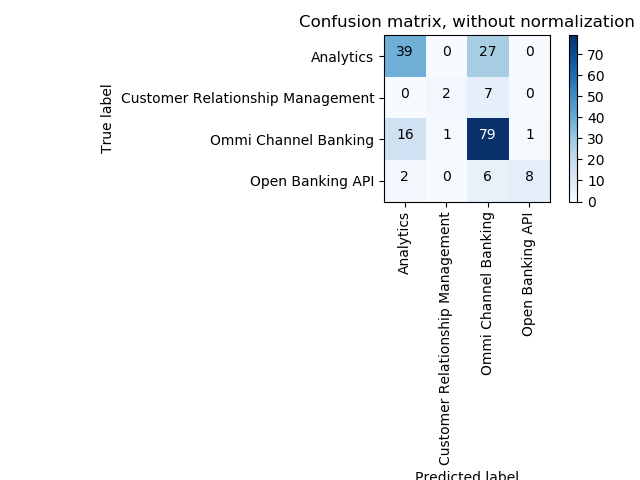 Confusion matrix, without normalization
True label
Analytics 39 0 27 0
Customer Relationship Management 0 2 7 0
Ommi Channel Banking 16 1 79 1
Open Banking API 2 0 6 8
Analytics
Customer Relationship Management
Ommi Channel Banking
Open Banking API
Predicted label
70
60
50
40
30
20
10
0